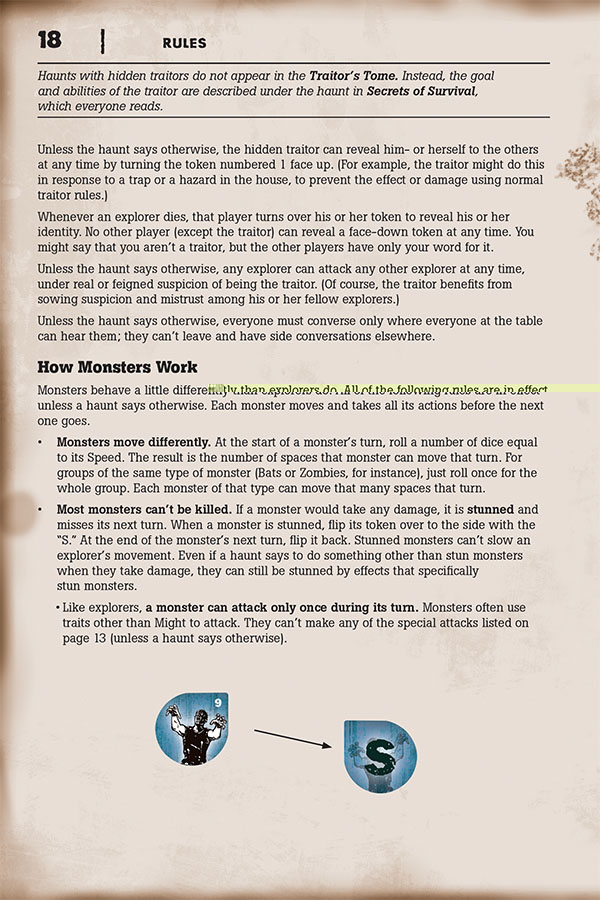 18
RULES
Haunts with hidden traitors do not appear in the Traitor's Tome. Instead, the goal
and abilities of the traitor are described under the haunt in Secrets of Survival,
which everyone reads.
Unless the haunt says otherwise, the hidden traitor can reveal him– or herself to the others
at any time by turning the token numbered 1 face up. (For example, the traitor might do this
in response to a trap or a hazard in the house, to prevent the effect or damage using normal
traitor rules.)
Whenever an explorer dies, that player turns over his or her token to reveal his or her
identity. No other player (except the traitor) can reveal a face–down token at any time. You
might say that you aren't a traitor, but the other players have only your word for it.
Unless the haunt says otherwise, any explorer can attack any other explorer at any time,
under real or feigned suspicion of being the traitor. (Of course, the traitor benefits from
sowing suspicion and mistrust among his or her fellow explorers.)
Unless the haunt says otherwise, everyone must converse only where everyone at the table
can hear them; they can't leave and have side conversations elsewhere.
How Monsters Work
Monsters behave a little differently than explorers do. All of the following rules are in effect
unless a haunt says otherwise. Each monster moves and takes all its actions before the next
one goes.
• Monsters move differently. At the start of a monster's turn, roll a number of dice equal
to its Speed. The result is the number of spaces that monster can move that turn. For
groups of the same type of monster (Bats or Zombies, for instance), just roll once for the
whole group. Each monster of that type can move that many spaces that turn.
• Most monsters can't be killed. If a monster would take any damage, it is stunned and
misses its next turn. When a monster is stunned, flip its token over to the side with the
"S." At the end of the monster's next turn, flip it back. Stunned monsters can't slow an
explorer's movement. Even if a haunt says to do something other than stun monsters
when they take damage, they can still be stunned by effects that specifically
stun monsters.
• Like explorers, a monster can attack only once during its turn. Monsters often use
traits other than Might to attack. They can't make any of the special attacks listed on
page 13 (unless a haunt says otherwise).
9
S